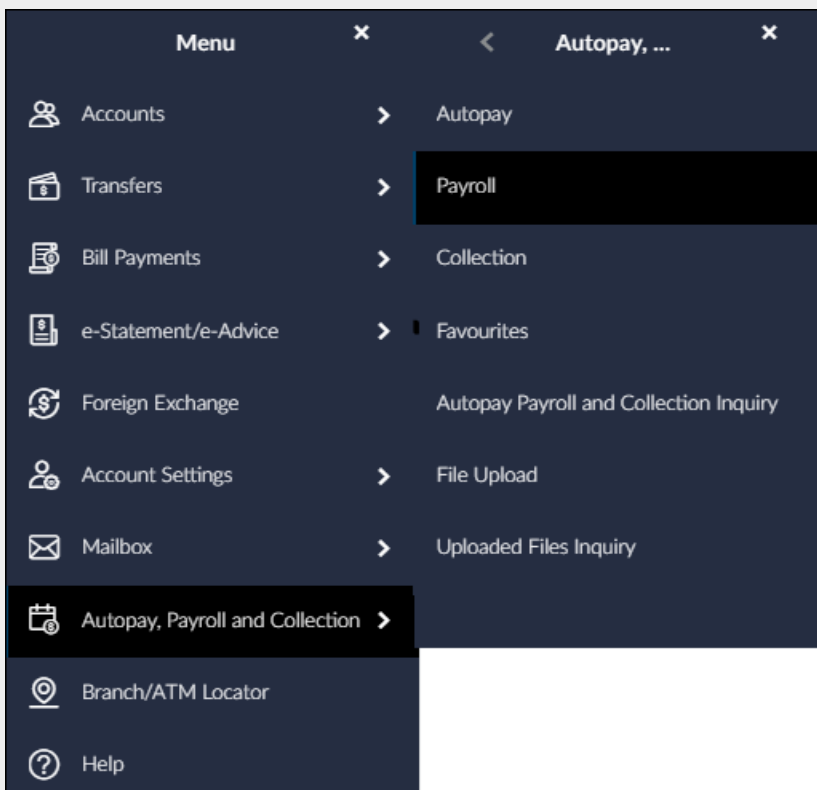 Menu
Accounts
Transfers
Bill Payments
e-Statement/e-Advice
Foreign Exchange
Account Settings
Mailbox
Autopay, Payroll and Collection
Branch/ATM Locator
Help
Autopay, ...
Autopay
Payroll
Collection
Favourites
Autopay Payroll and Collection Inquiry
File Upload
Uploaded Files Inquiry